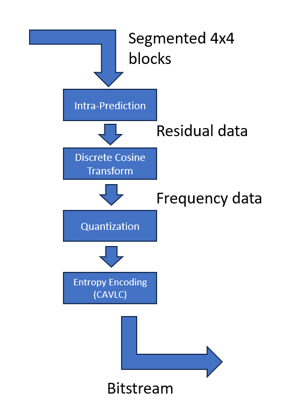 Segmented 4x4
blocks
Intra-Prediction
Residual data
Discrete Cosine
Transform
Frequency data
Quantization
Entropy Encoding
(CAVLC)
Bitstream